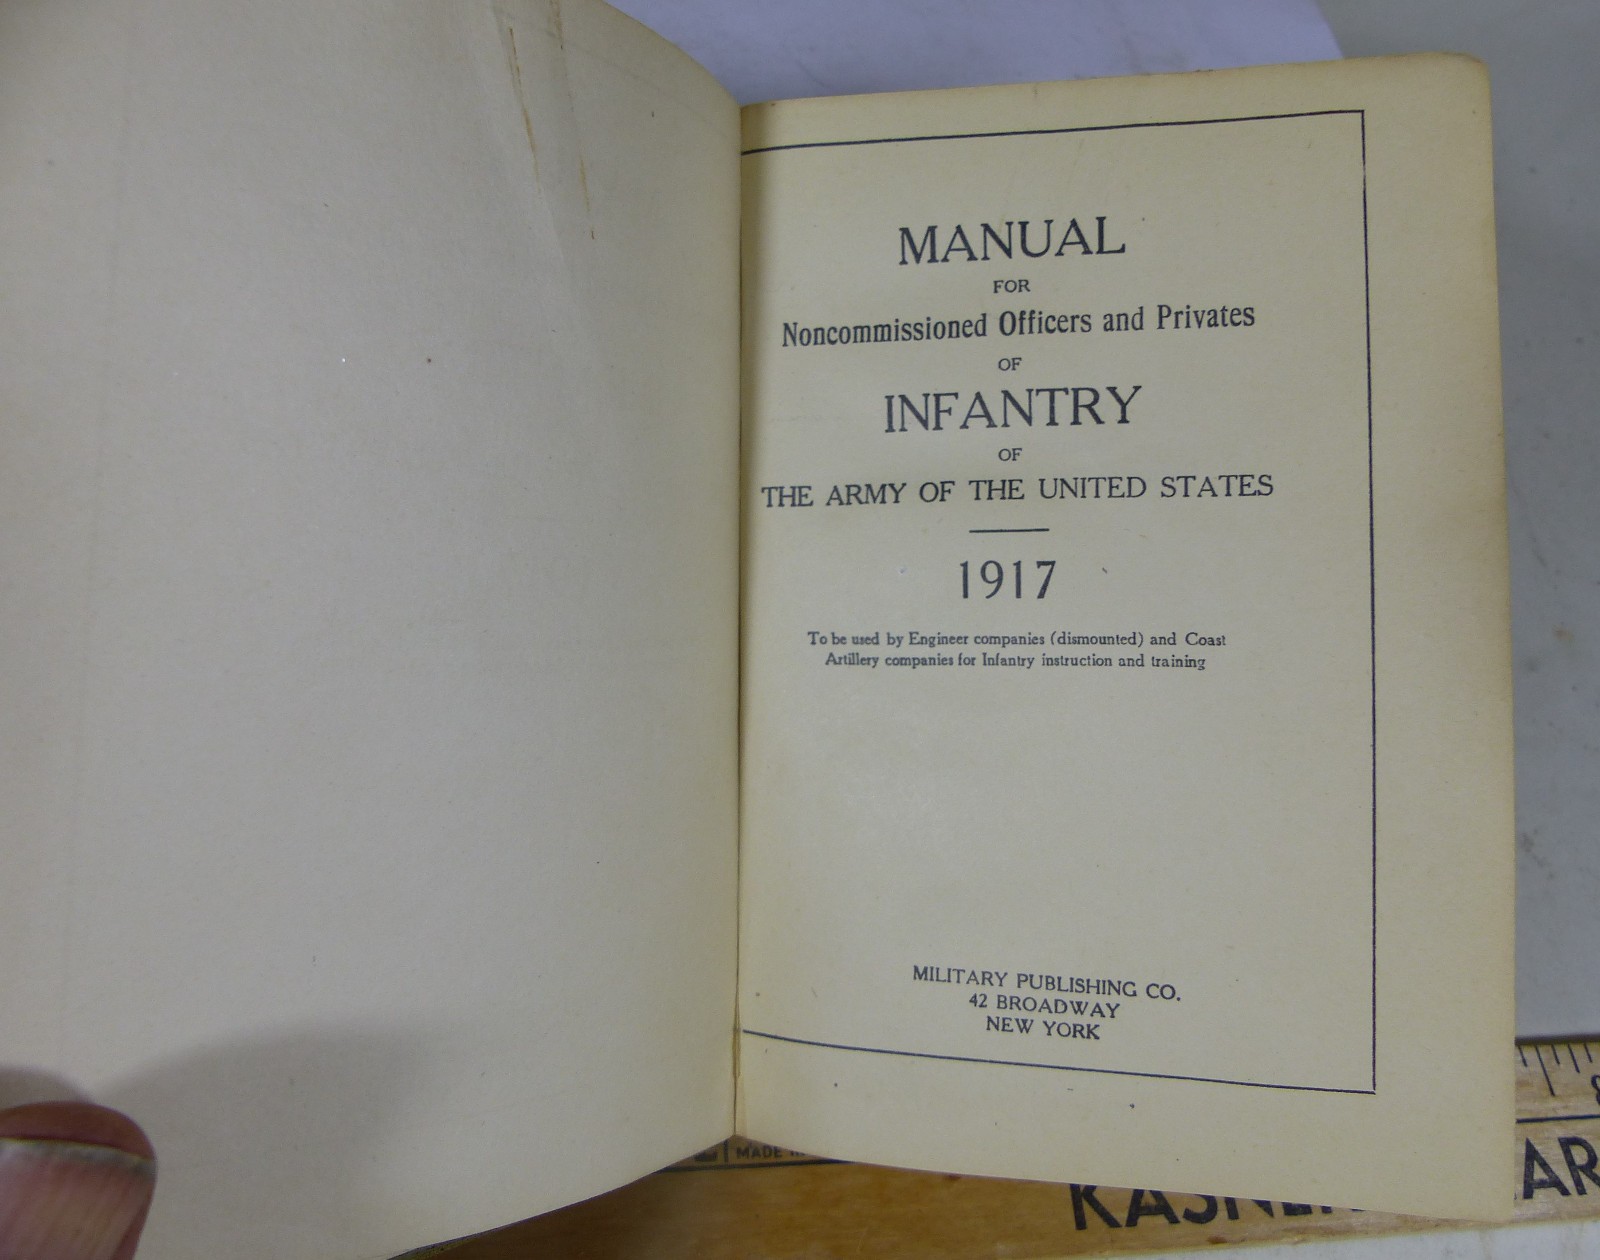 MANUAL
FOR
Noncommissioned Officers and Privates
OF
INFANTRY
OF
THE ARMY OF THE UNITED STATES
1917
To be used by Engineer companies (dismounted) and Coast
Artillery companies for Infantry instruction and training
MILITARY PUBLISHING CO.
42 BROADWAY
NEW YORK
MADE